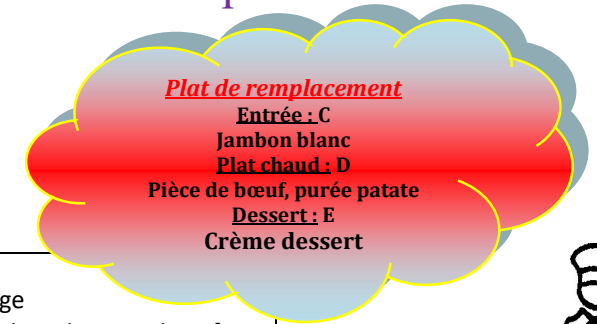 Plat de remplacement
Entrée : C
Jambon blanc
Plat chaud : D
Pièce de bœuf, purée patate
Dessert : E
Crème dessert